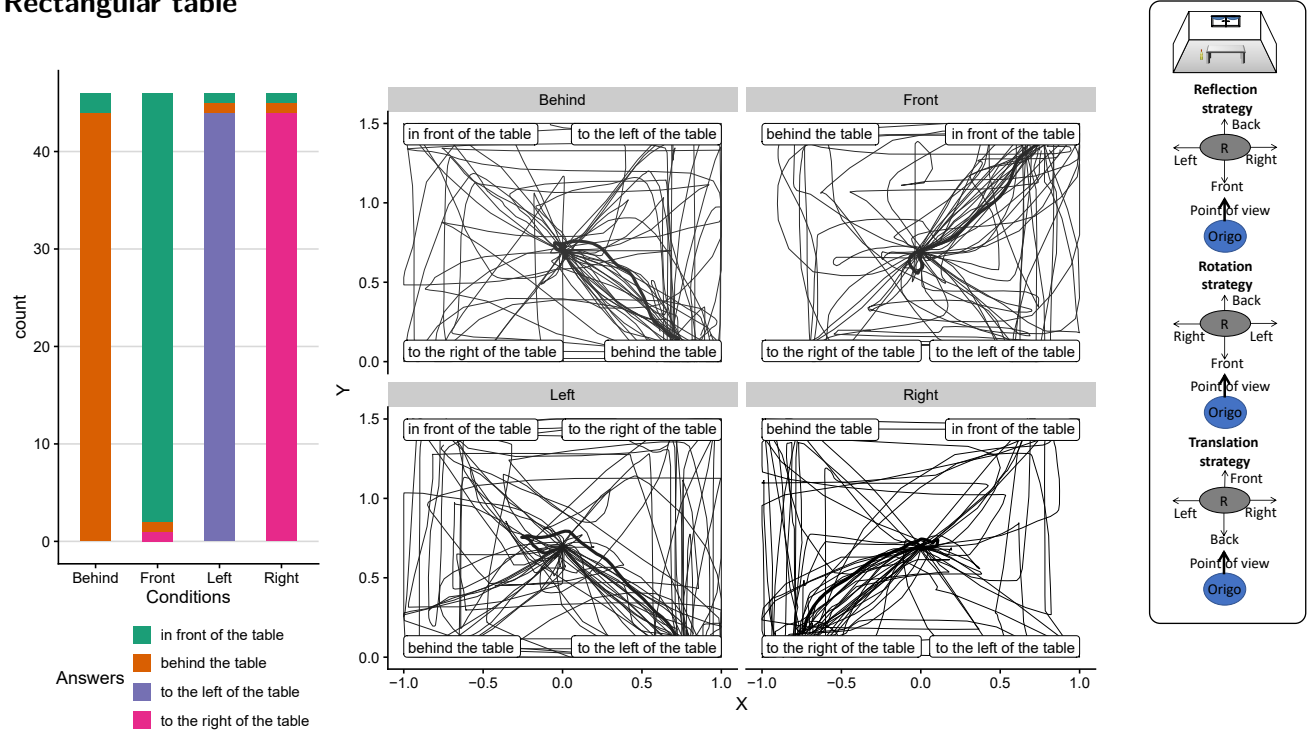 Rectangular table
count
40
30
20
10
0
Behind
Front
Left
Right
Conditions
Answers
in front of the table
behind the table
to the left of the table
to the right of the table
Y
Behind
1.5
1.0
0.5
0.0
in front of the table
to the left of the table
to the right of the table
behind the table
Front
behind the table
in front of the table
to the right of the table
to the left of the table
Left
1.5
1.0
0.5
0.0
in front of the table
to the right of the table
behind the table
to the left of the table
−1.0
−0.5
0.0
0.5
1.0
Right
behind the table
in front of the table
to the right of the table
to the left of the table
−1.0
−0.5
0.0
0.5
1.0
X
Reflection
strategy
Back
R
Left
Right
Front
Point of view
Origo
Rotation
strategy
Back
R
Right
Left
Front
Point of view
Origo
Translation
strategy
Front
R
Left
Right
Back
Point of view
Origo